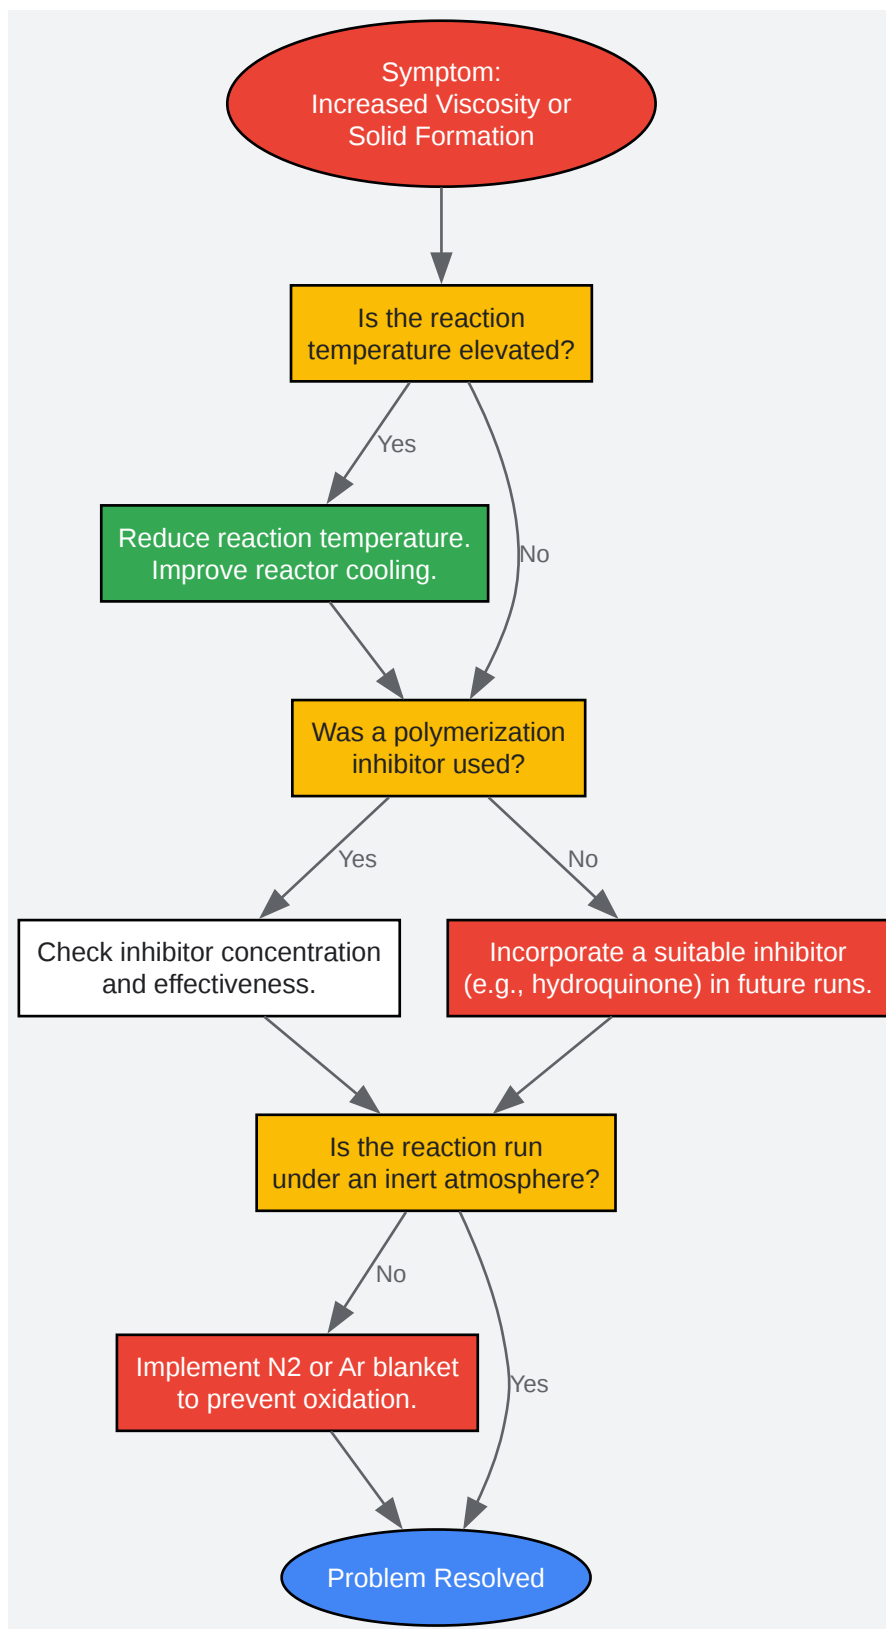 Symptom:
Increased Viscosity or
Solid Formation
Is the reaction
temperature elevated?
Yes
Reduce reaction temperature.
Improve reactor cooling.
No
Was a polymerization
inhibitor used?
Yes
No
Check inhibitor concentration
and effectiveness.
Incorporate a suitable inhibitor
(e.g., hydroquinone) in future runs.
Is the reaction run
under an inert atmosphere?
No
Implement N2 or Ar blanket
to prevent oxidation.
Yes
Problem Resolved